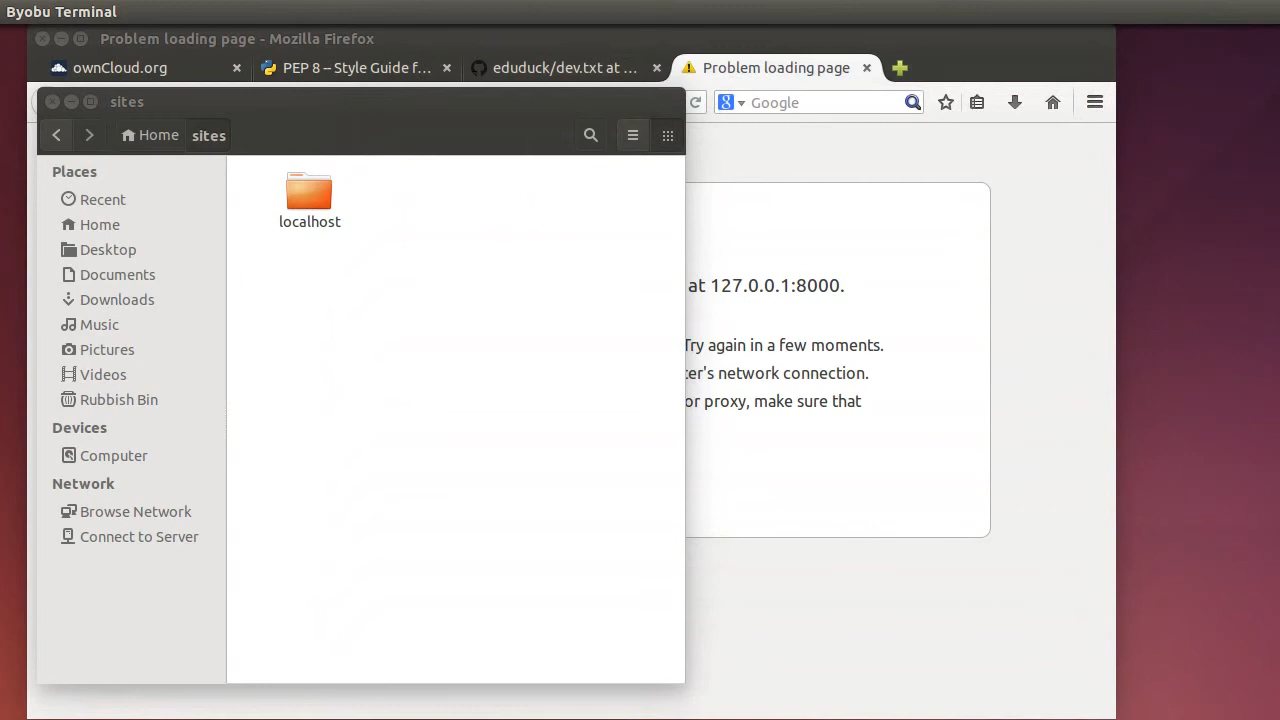 Byobu Terminal
Problem loading page - Mozilla Firefox
ownCloud.org
PEP 8 – Style Guide f...
eduduck/dev.txt at ...
Problem loading page
sites
Google
Home
sites
Places
Recent
Home
Desktop
Documents
Downloads
Music
Pictures
Videos
Rubbish Bin
Devices
Computer
Network
Browse Network
Connect to Server
localhost
at 127.0.0.1:8000.
Try again in a few moments.
ter's network connection.
or proxy, make sure that